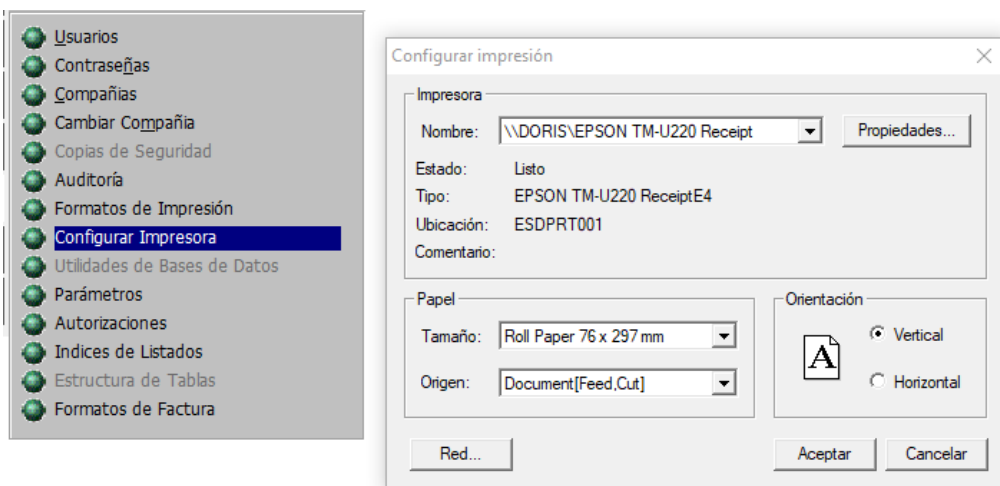 Usuarios
Contraseñas
Compañias
Cambiar Compañia
Copias de Seguridad
Auditoría
Formatos de Impresión
Configurar Impresora
Utilidades de Bases de Datos
Parámetros
Autorizaciones
Indices de Listados
Estructura de Tablas
Formatos de Factura
Configurar impresión
Impresora
Nombre: \\DORIS\EPSON TM-U220 Receipt Propiedades...
Estado: Listo
Tipo: EPSON TM-U220 ReceiptE4
Ubicación: ESDPRT001
Comentario:
Papel
Tamaño: Roll Paper 76 x 297 mm
Origen: Document[Feed,Cut]
Orientación
A
Vertical
Horizontal
Red... Aceptar Cancelar